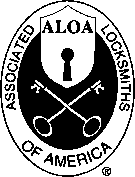 ALOA
ASSOCIATED
LOCKSMITHS
OF AMERICA
®